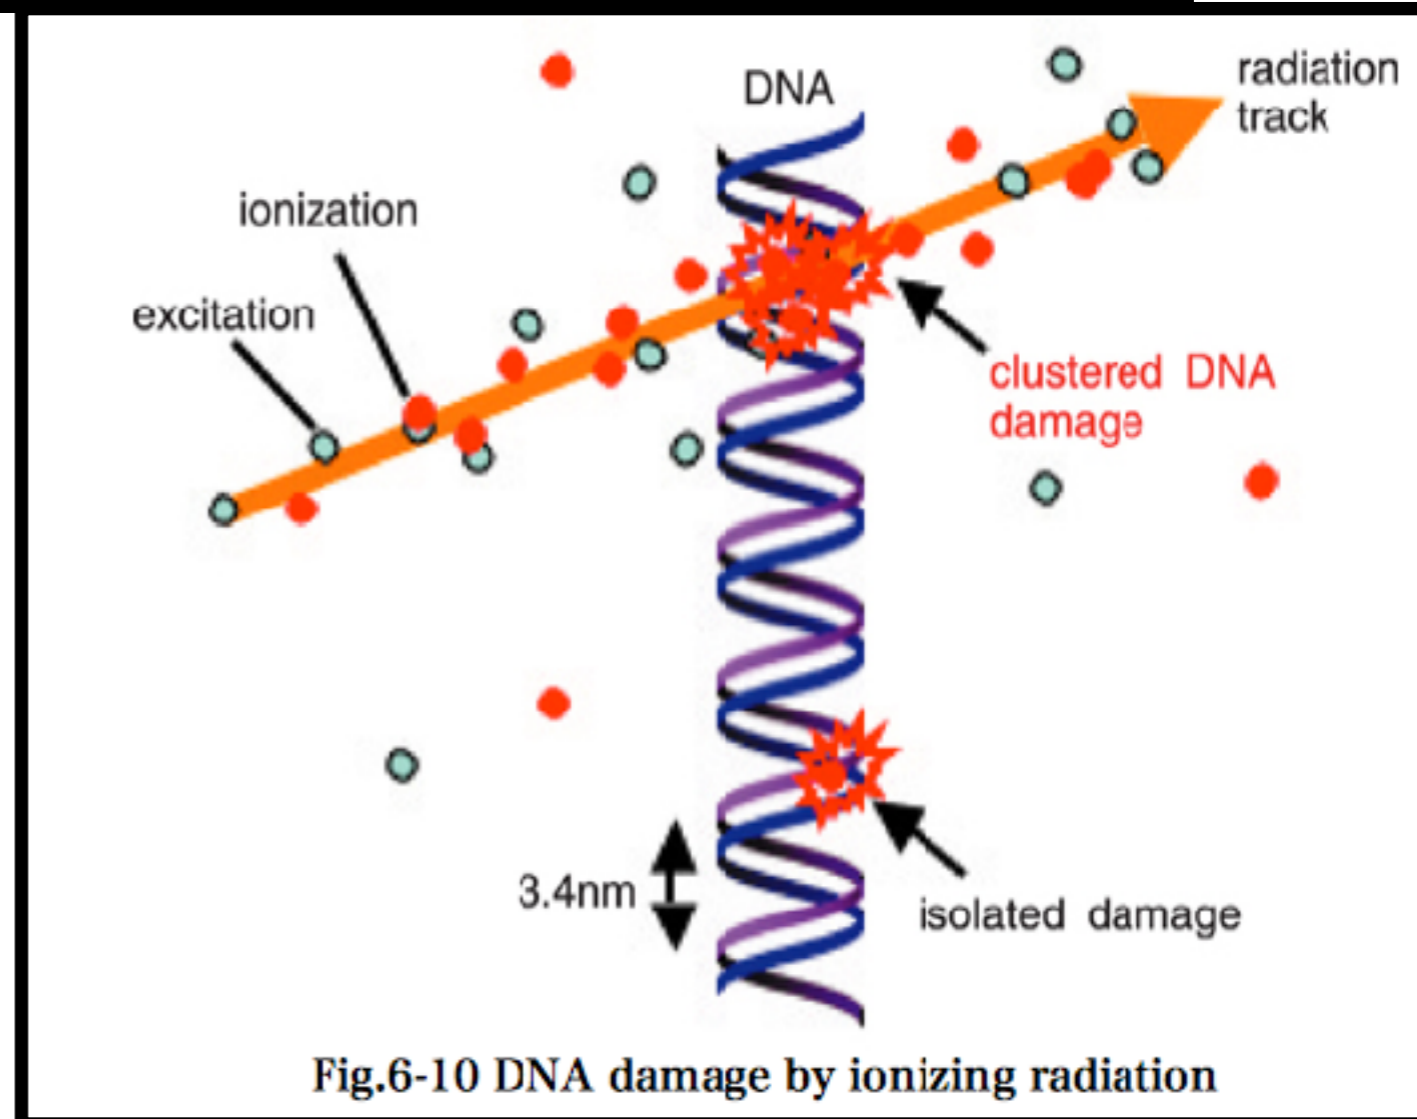 DNA
radiation
track
ionization
excitation
clustered DNA
damage
3.4nm
isolated damage
Fig.6-10 DNA damage by ionizing radiation